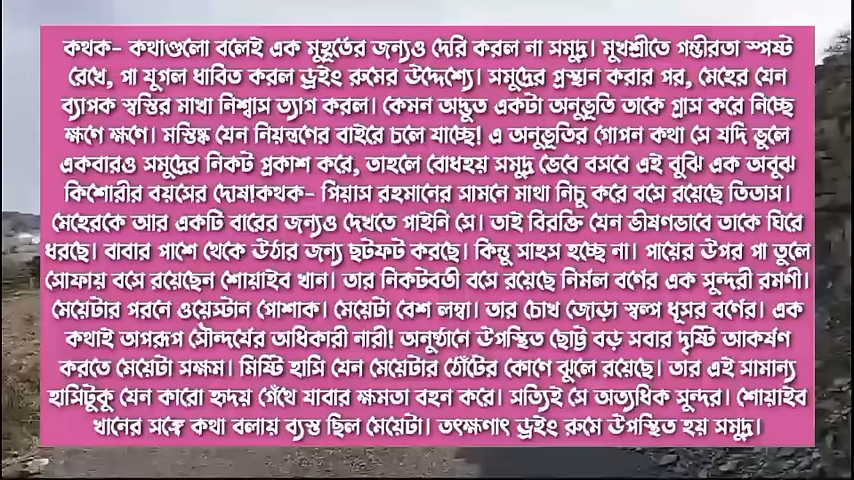 কথক- কথাগুলো বলেই এক মুহূর্তের জন্যও দেরি করল না সমুদ্র। মুখশ্রীতে গম্ভীরতা স্পষ্ট
রেখে, পা যুগল ধাবিত করল ড্রইং রুমের উদ্দেশ্যে। সমুদ্রের প্রস্থান করার পর, মেহের যেন
ব্যাপক স্বস্তির মাখা নিশ্বাস ত্যাগ করল। কেমন অদ্ভুত একটা অনুভূতি তাকে গ্রাস করে নিচ্ছে
ক্ষণে ক্ষণে। মস্তিষ্ক যেন নিয়ন্ত্রণের বাইরে চলে যাচ্ছে! এ অনুভূতির গোপন কথা সে যদি ভুলে
একবারও সমুদ্রের নিকট প্রকাশ করে, তাহলে বোধহয় সমুদ্র ভেবে বসবে এই বুঝি এক অবুঝ
কিশোরীর বয়সের দোষাকথক- পিয়াস রহমানের সামনে মাথা নিচু করে বসে রয়েছে তিতাস।
মেহেরকে আর একটি বারের জন্যও দেখতে পাইনি সে। তাই বিরক্তি যেন ভীষণভাবে তাকে ঘিরে
ধরছে। বাবার পাশে থেকে উঠার জন্য ছটফট করছে। কিন্তু সাহস হচ্ছে না। পায়ের উপর পা তুলে
সোফায় বসে রয়েছেন শোয়াইব খান। তার নিকটবর্তী বসে রয়েছে নির্মল বর্ণের এক সুন্দরী রমণী।
মেয়েটার পরনে ওয়েস্টান পোশাক। মেয়েটা বেশ লম্বা। তার চোখ জোড়া স্বল্প ধূসর বর্ণের। এক
কথাই অপরূপ সৌন্দর্যের অধিকারী নারী! অনুষ্ঠানে উপস্থিত ছোট্ট বড় সবার দৃষ্টি আকর্ষণ
করতে মেয়েটা সক্ষম। মিষ্টি হাসি যেন মেয়েটার ঠোঁটের কোণে ঝুলে রয়েছে। তার এই সামান্য
হাসিটুকু যেন কারো হৃদয় গেঁথে যাবার ক্ষমতা বহন করে। সত্যিই সে অত্যধিক সুন্দর। শোয়াইব
খানের সঙ্গে কথা বলায় ব্যস্ত ছিল মেয়েটা। তৎক্ষণাৎ ড্রইং রুমে উপস্থিত হয় সমুদ্র।